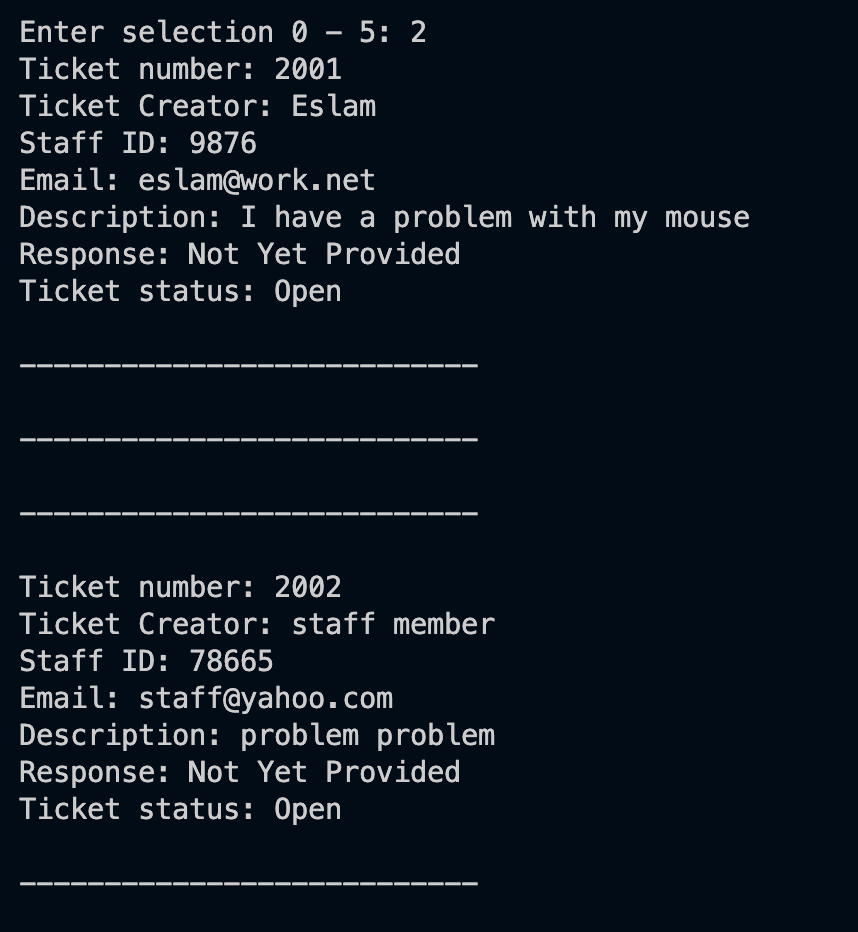 Enter selection 0 – 5: 2
Ticket number: 2001
Ticket Creator: Eslam
Staff ID: 9876
Email: eslam@work.net
Description: I have a problem with my mouse
Response: Not Yet Provided
Ticket status: Open
---------------------------
---------------------------
---------------------------
Ticket number: 2002
Ticket Creator: staff member
Staff ID: 78665
Email: staff@yahoo.com
Description: problem problem
Response: Not Yet Provided
Ticket status: Open
---------------------------